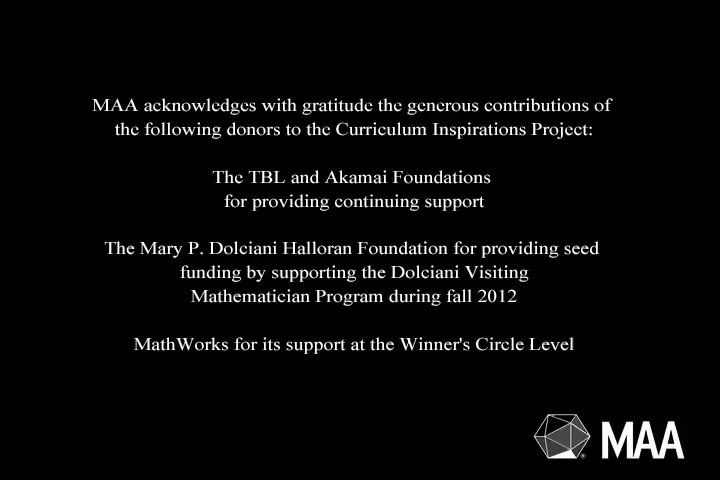 MAA acknowledges with gratitude the generous contributions of
the following donors to the Curriculum Inspirations Project:
The TBL and Akamai Foundations
for providing continuing support
The Mary P. Dolciani Halloran Foundation for providing seed
funding by supporting the Dolciani Visiting
Mathematician Program during fall 2012
MathWorks for its support at the Winner's Circle Level
MAA